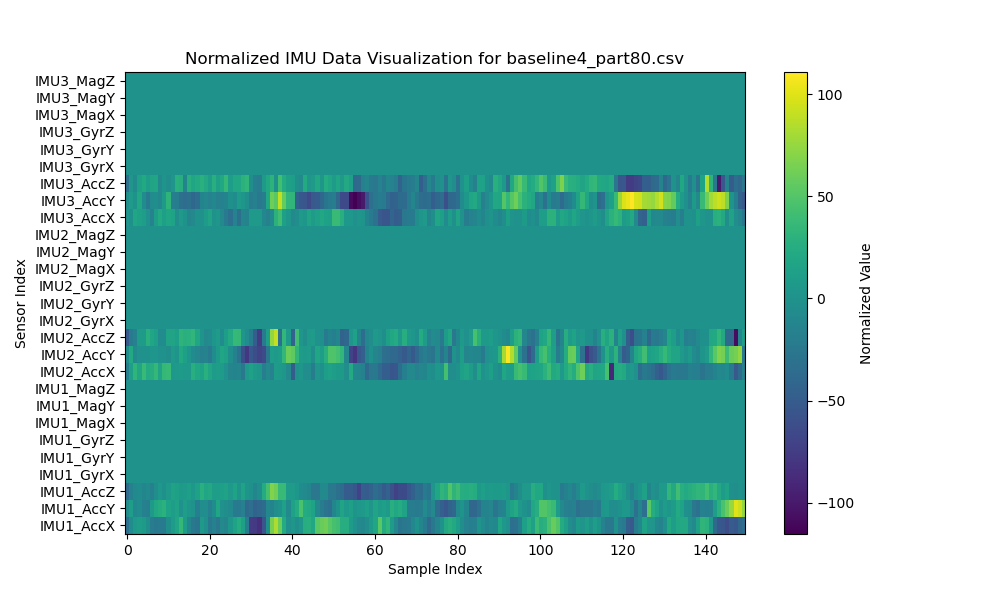 Normalized IMU Data Visualization for baseline4_part80.csv
IMU3_MagZ
IMU3_MagY
IMU3_MagX
IMU3_GyrZ
IMU3_GyrY
IMU3_GyrX
IMU3_AccZ
IMU3_AccY
IMU3_AccX
IMU2_MagZ
IMU2_MagY
IMU2_MagX
IMU2_GyrZ
IMU2_GyrY
IMU2_GyrX
IMU2_AccZ
IMU2_AccY
IMU2_AccX
IMU1_MagZ
IMU1_MagY
IMU1_MagX
IMU1_GyrZ
IMU1_GyrY
IMU1_GyrX
IMU1_AccZ
IMU1_AccY
IMU1_AccX
Sensor Index
0 20 40 60 80 100 120 140
Sample Index
100
50
0
−50
−100
Normalized Value